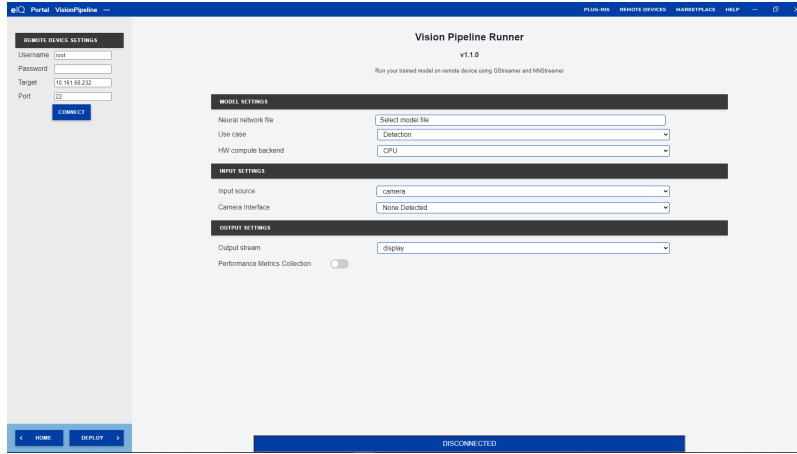 eIQ Portal VisionPipeline —
PLUG-INS REMOTE DEVICES MARKETPLACE HELP
REMOTE DEVICE SETTINGS
Username root
Password
Target 10.161.68.232
Port 22
CONNECT
Vision Pipeline Runner
v1.1.0
Run your trained model on remote device using GStreamer and NNStreamer
MODEL SETTINGS
Neural network file Select model file
Use case Detection
HW compute backend CPU
INPUT SETTINGS
Input source camera
Camera Interface None Detected
OUTPUT SETTINGS
Output stream display
Performance Metrics Collection
HOME DEPLOY
DISCONNECTED